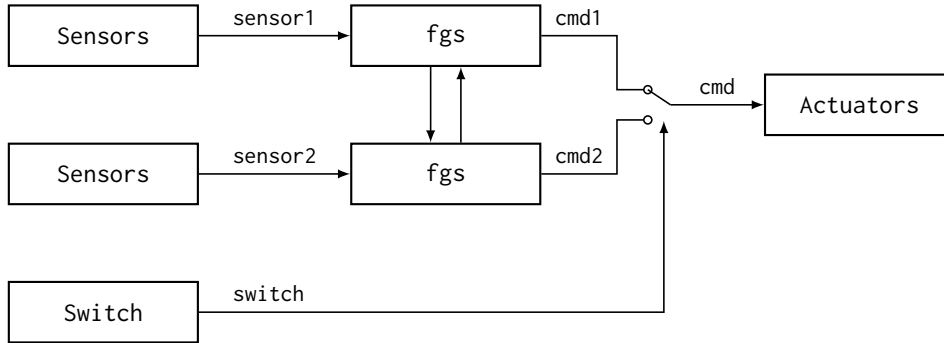 Sensors
sensor1
fgs
cmd1
cmd
Actuators
Sensors
sensor2
fgs
cmd2
Switch
switch